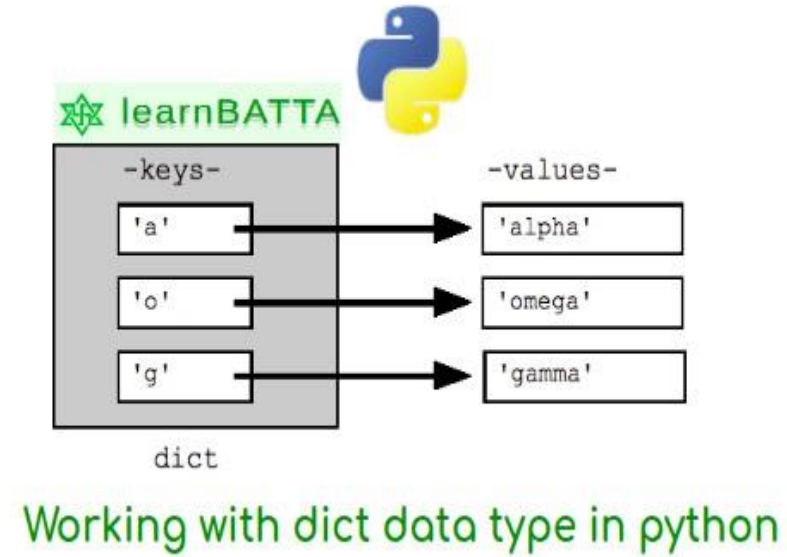 learnBATTA
-keys- -values-
'a' 'alpha'
'o' 'omega'
'g' 'gamma'
dict
Working with dict data type in python